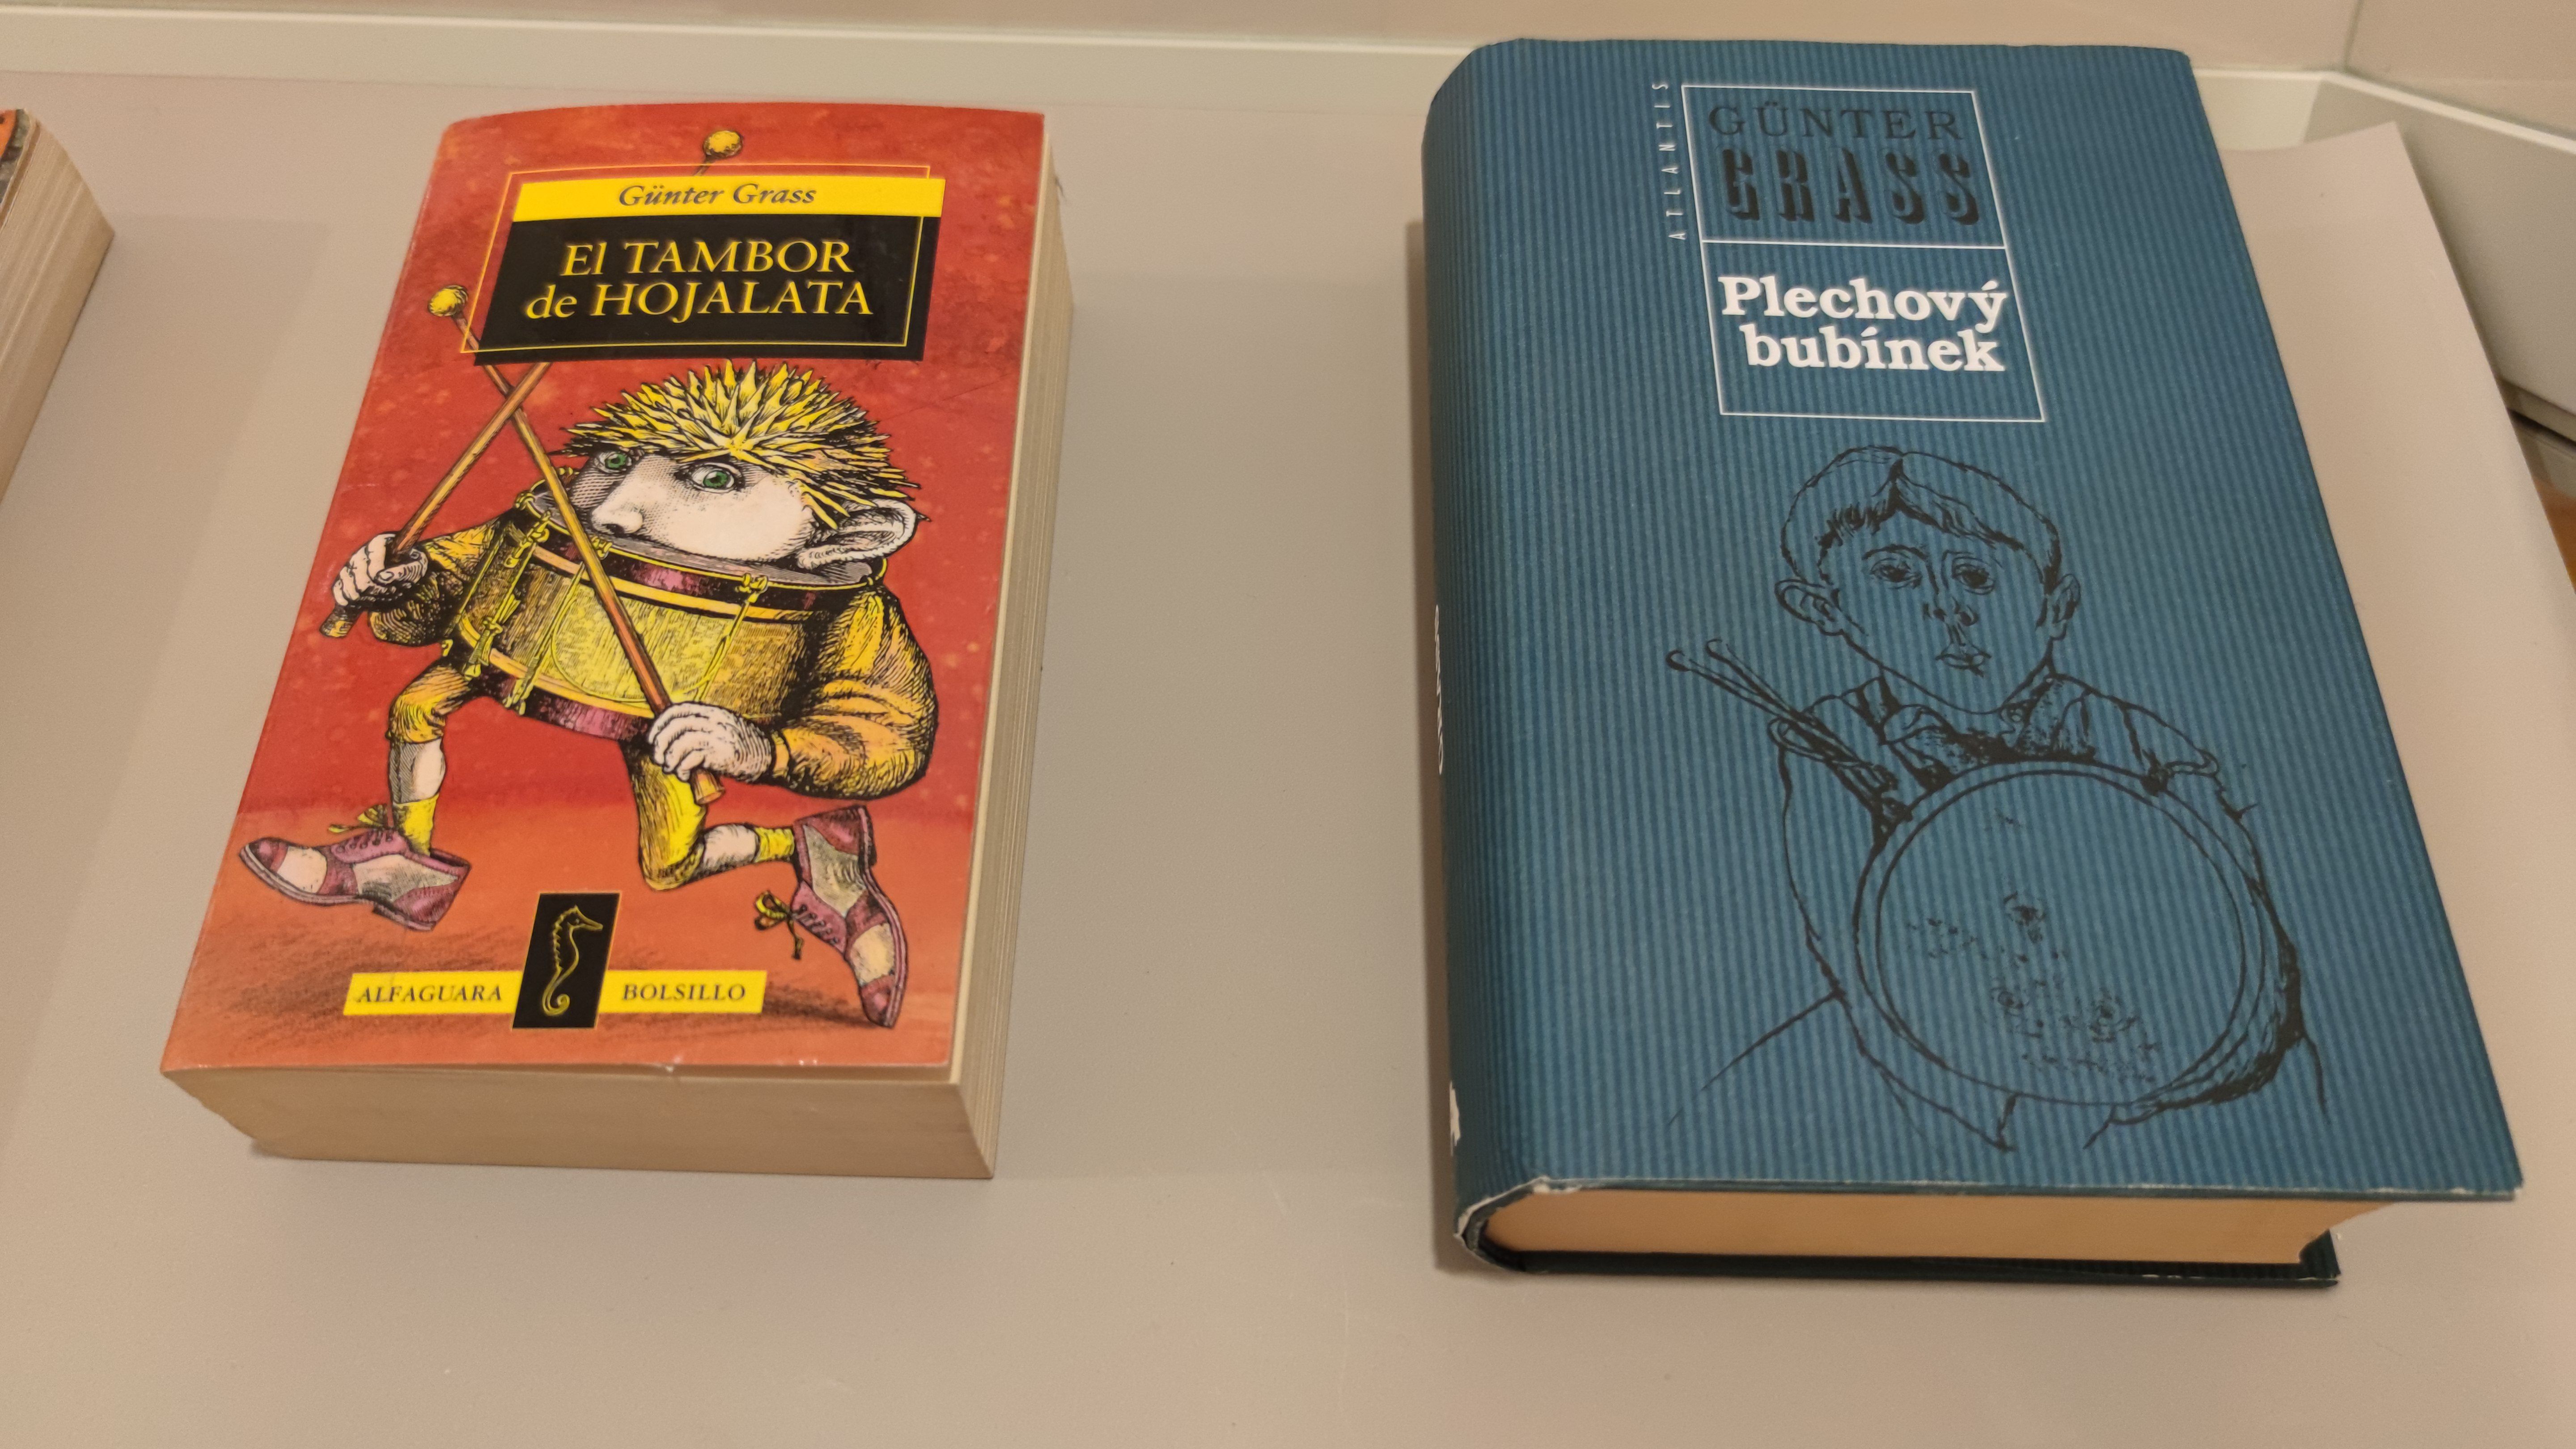 Günter Grass
El TAMBOR
de HOJALATA
ALFAGUARA BOLSILLO
ATLANTIS
GÜNTER
GRASS
Plechový
bubínek